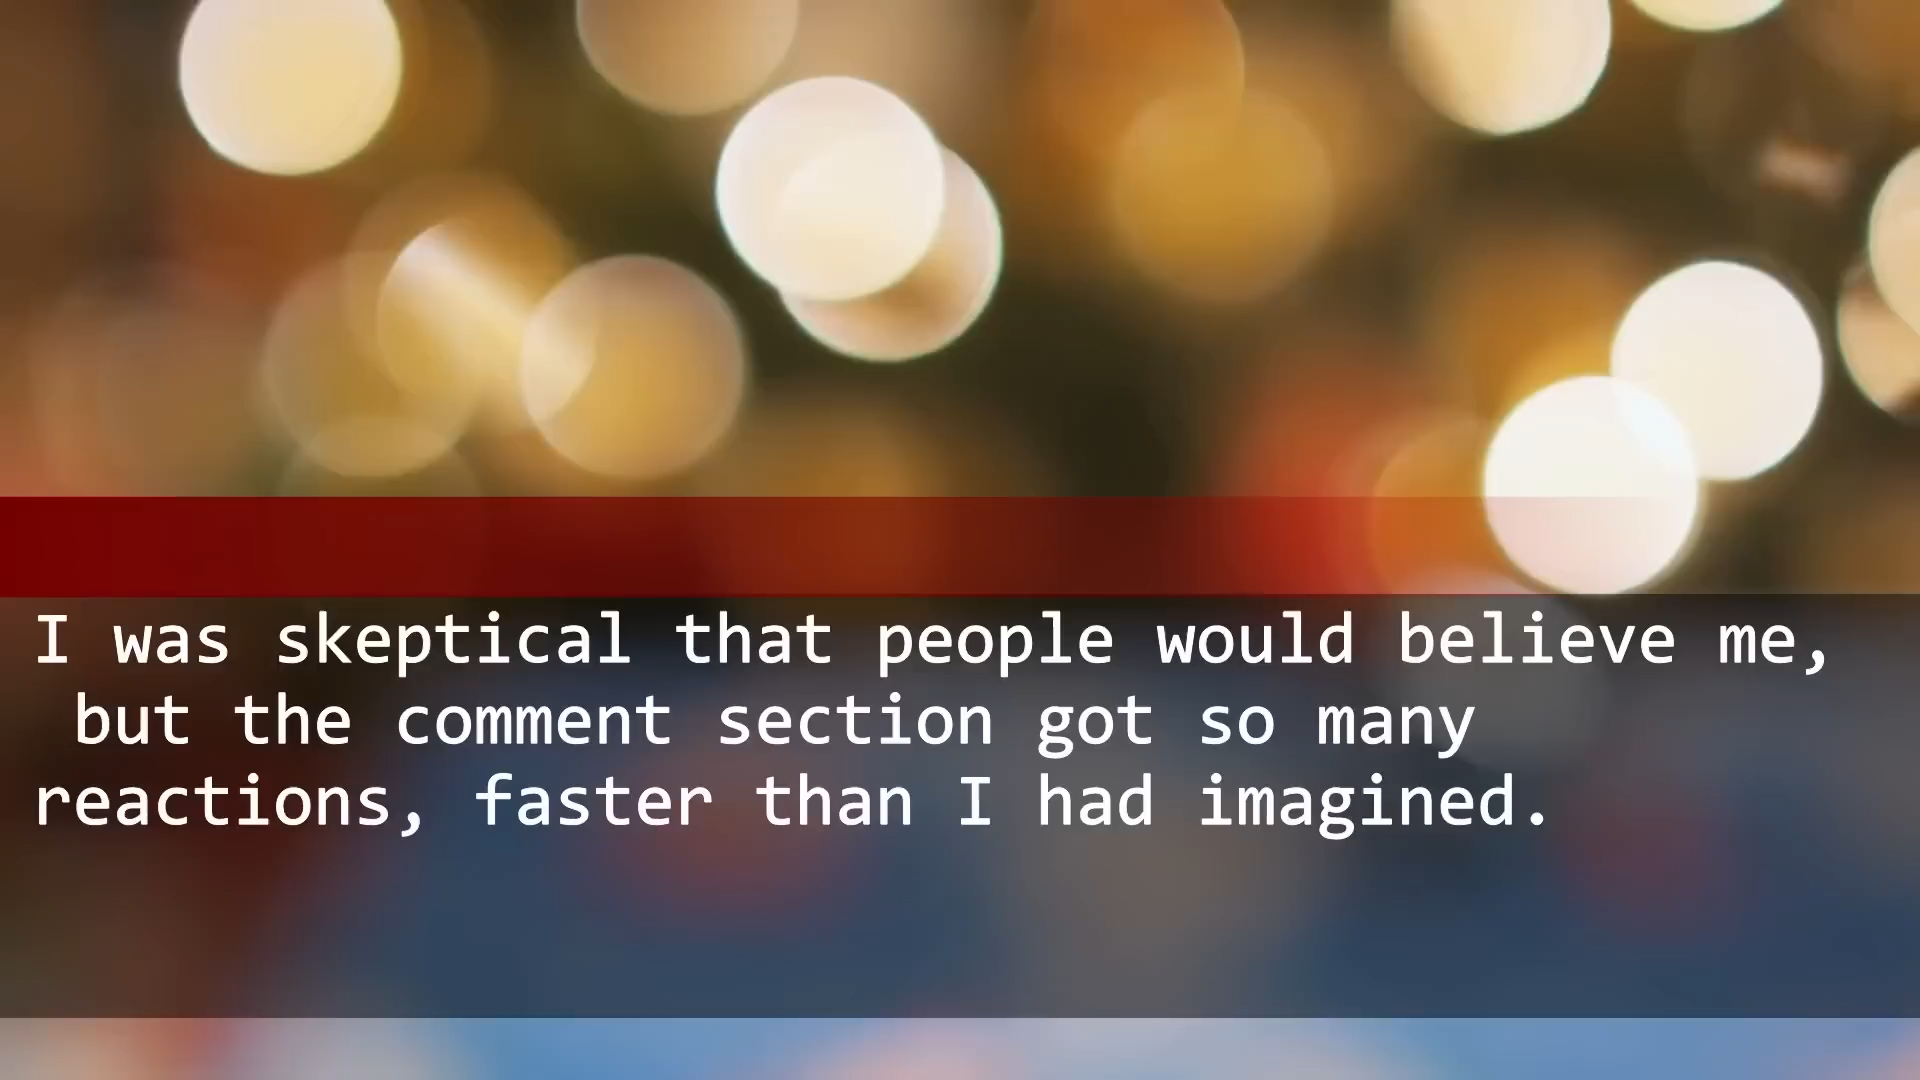 I was skeptical that people would believe me,
but the comment section got so many
reactions, faster than I had imagined.